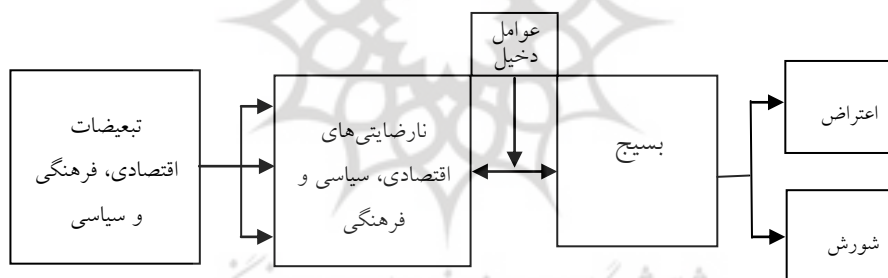 عوامل
دخیل
تبعیضات
اقتصادی، فرهنگی
و سیاسی
نارضایتی‌های
اقتصادی، سیاسی و
فرهنگی
بسیج
اعتراض
شورش